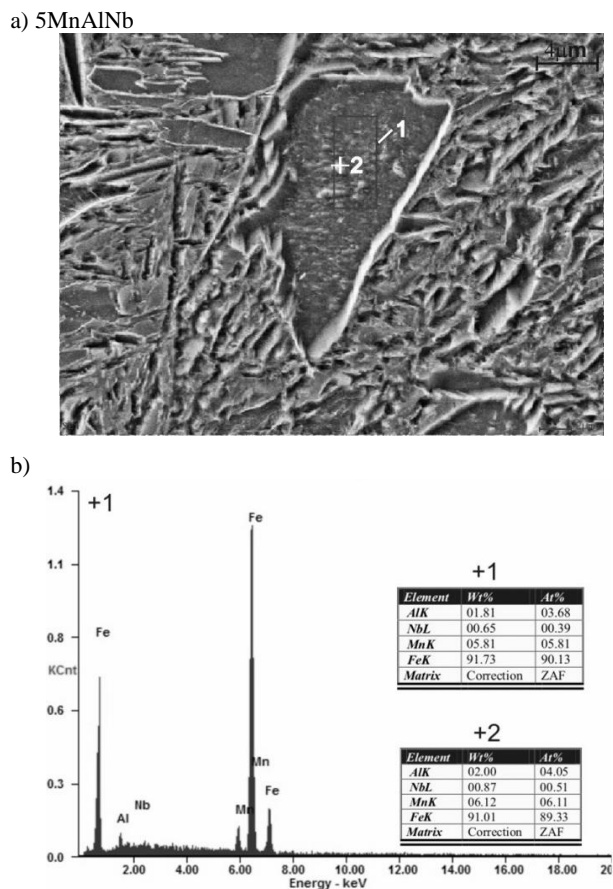 a) 5MnAlNb
4µm
1
+2
b)
1.4
+1
Fe
1.1
Fe
0.8
KCnt
0.6
Mn
0.3
Mn
Fe
Al
Nb
0.0
2.00
4.00
6.00
8.00
10.00
12.00
14.00
16.00
18.00
20
Energy - keV
+1
Element Wt% At%
AlK 01.81 03.68
NbL 00.65 00.39
MnK 05.81 05.81
FeK 91.73 90.13
Matrix Correction ZAF
+2
Element Wt% At%
AlK 02.00 04.05
NbL 00.87 00.51
MnK 06.12 06.11
FeK 91.01 89.33
Matrix Correction ZAF